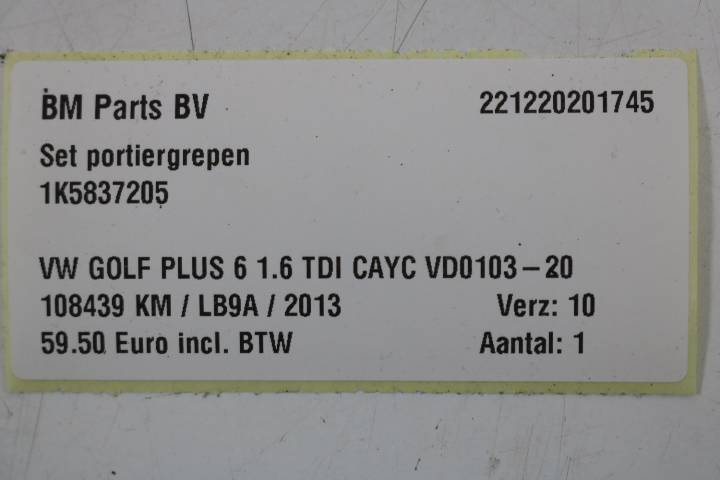 BM Parts BV 221220201745
Set portiergrepen
1K5837205
VW GOLF PLUS 6 1.6 TDI CAYC VD0103-20
108439 KM / LB9A / 2013 Verz: 10
59.50 Euro incl. BTW Aantal: 1